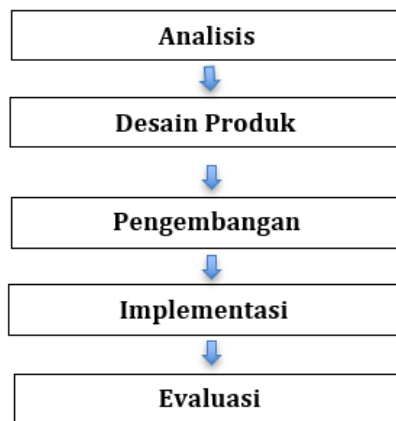 Analisis
Desain Produk
Pengembangan
Implementasi
Evaluasi